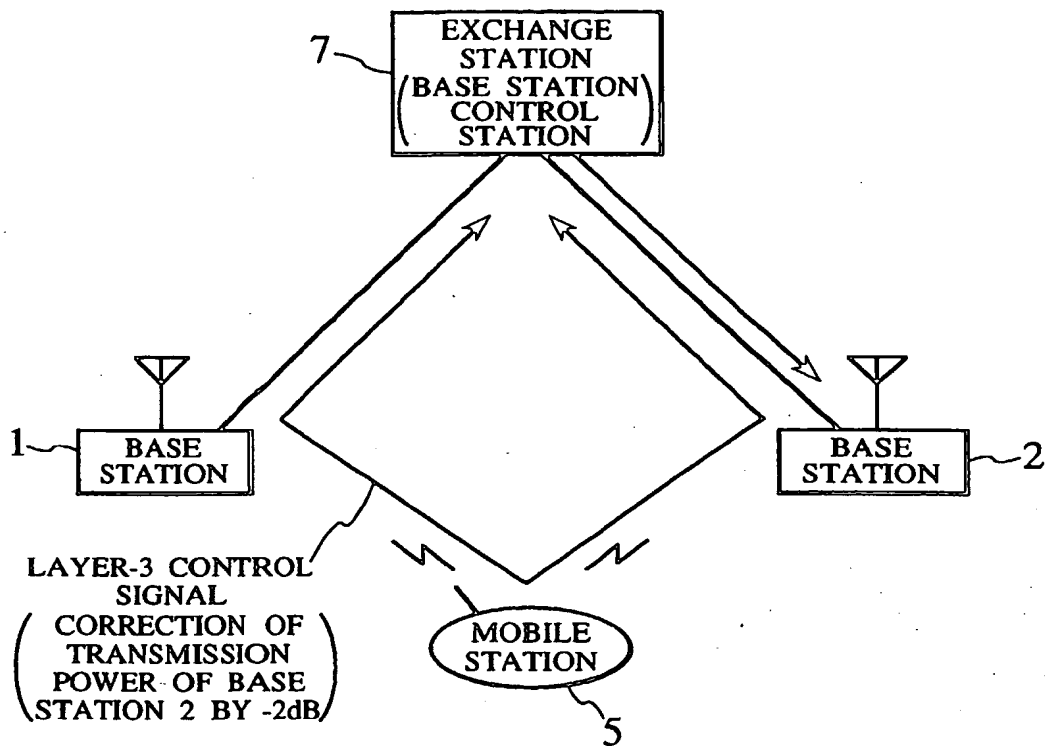 7
EXCHANGE
STATION
(BASE STATION
CONTROL
STATION)
1
BASE
STATION
BASE
STATION
2
LAYER-3 CONTROL
SIGNAL
(CORRECTION OF
TRANSMISSION
POWER OF BASE
STATION 2 BY -2dB)
MOBILE
STATION
5